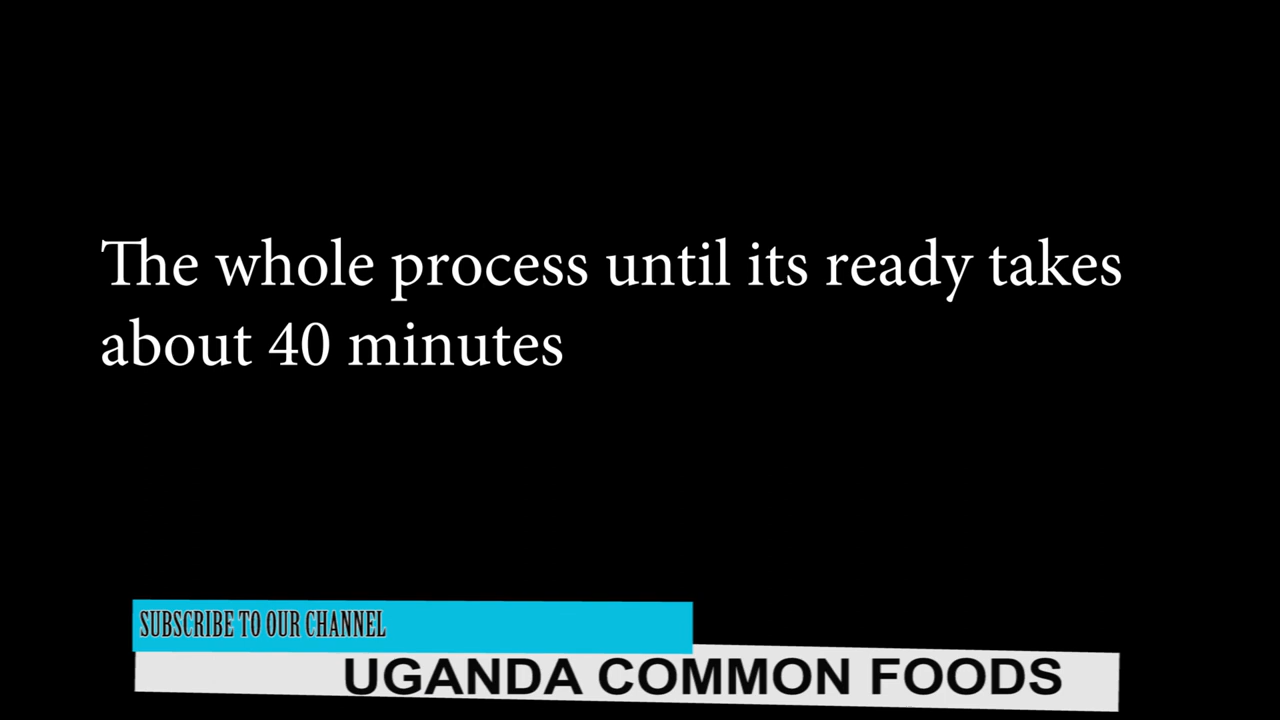 The whole process until its ready takes
about 40 minutes
SUBSCRIBE TO OUR CHANNEL
UGANDA COMMON FOODS